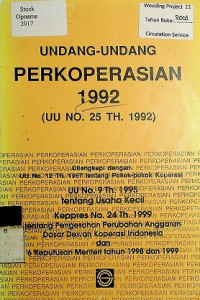 Stock
Opname
2017
Weeding Project 11
Tahun Buku:
Circulation Service
UNDANG-UNDANG
PERKOPERASIAN
1992
(UU NO. 25 TH. 1992)
Dilengkapi dengan
UU No. 12 Th. 1967 tentang Pokok-pokok Koperasi
UU No. 9 Th. 1995
tentang Usaha Kecil
Keppres No. 24 Th. 1999
tentang Pengesahan Perubahan Anggaran
Dasar Dewan Koperasi Indonesia
dan
6 Keputusan Menteri tahun 1998 dan 1999